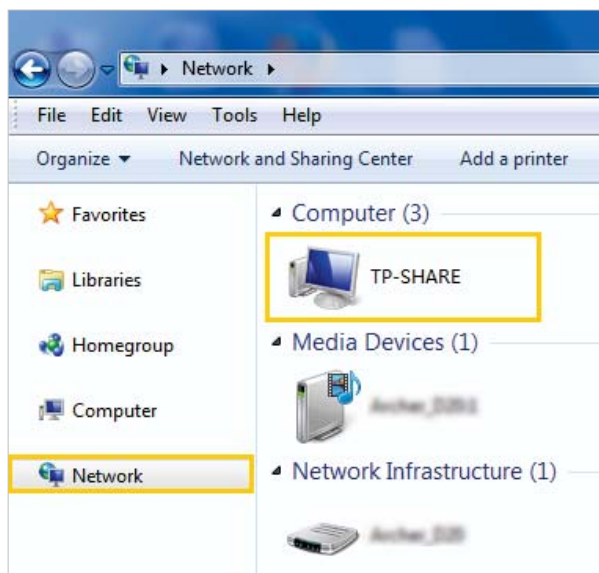 Network
File Edit View Tools Help
Organize Network and Sharing Center Add a printer
Favorites
Libraries
Homegroup
Computer
Network
Computer (3)
TP-SHARE
Media Devices (1)
Network Infrastructure (1)